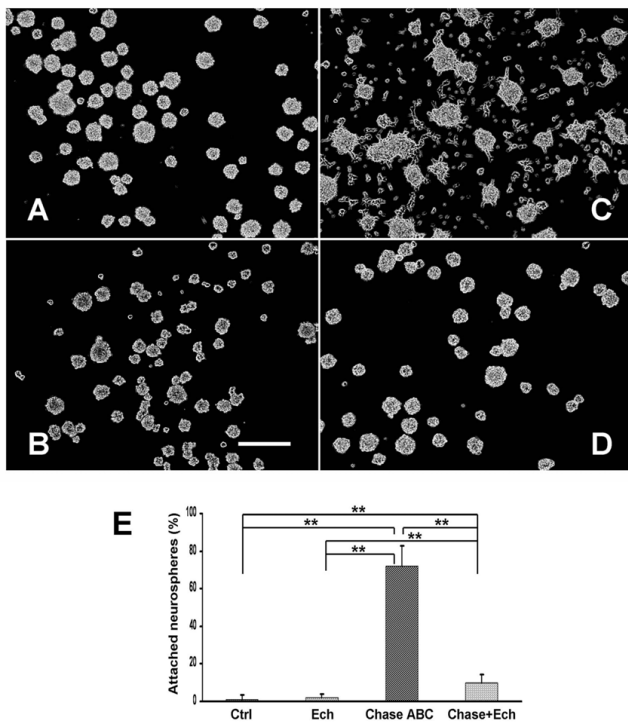 A
C
B
D
E
** 
** **
**
**
Attached neurospheres (%)
100
80
60
40
20
0
Ctrl Ech Chase ABC Chase+Ech